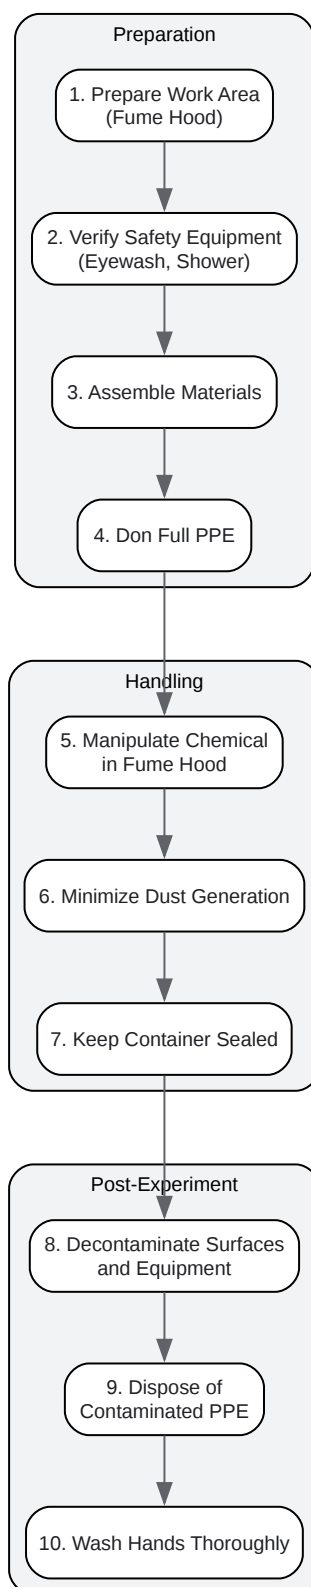 Preparation
1. Prepare Work Area
(Fume Hood)
2. Verify Safety Equipment
(Eyewash, Shower)
3. Assemble Materials
4. Don Full PPE
Handling
5. Manipulate Chemical
in Fume Hood
6. Minimize Dust Generation
7. Keep Container Sealed
Post-Experiment
8. Decontaminate Surfaces
and Equipment
9. Dispose of
Contaminated PPE
10. Wash Hands Thoroughly